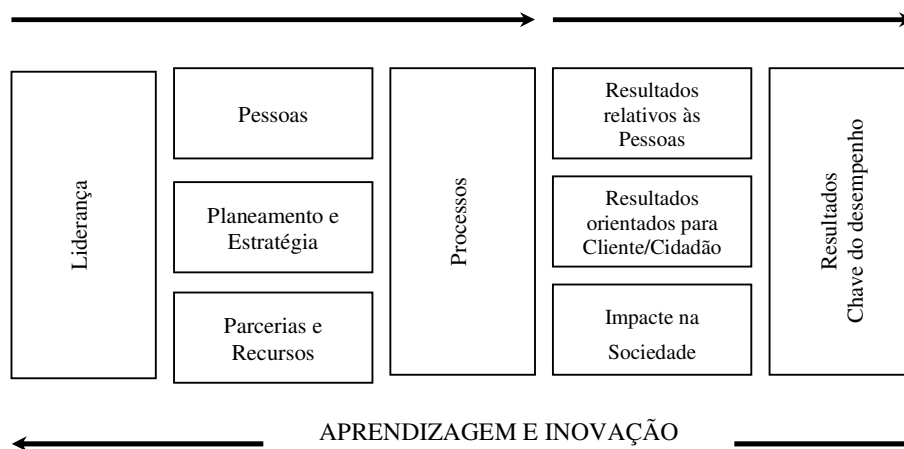 Liderança
Pessoas
Planeamento e
Estratégia
Parcerias e
Recursos
Processos
Resultados
relativos às
Pessoas
Resultados
orientados para
Cliente/Cidadão
Impacte na
Sociedade
Resultados
Chave do desempenho
APRENDIZAGEM E INOVAÇÃO